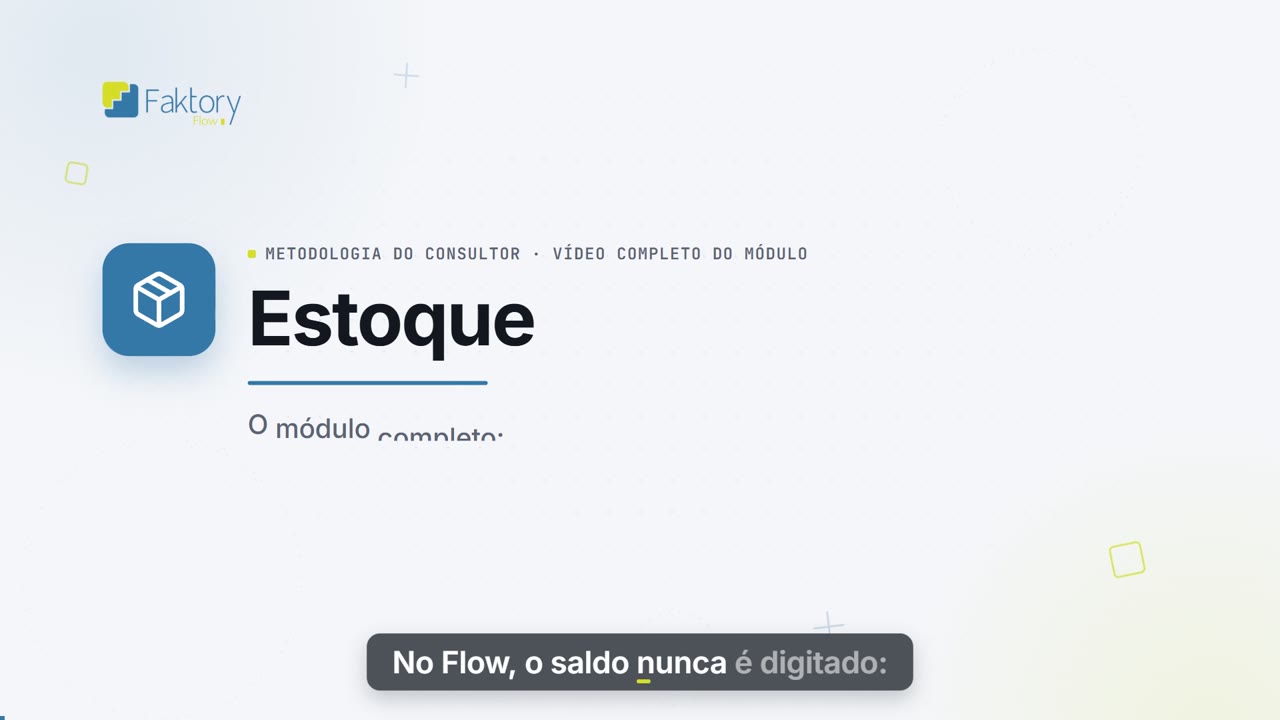 Faktory
Flow
METODOLOGIA DO CONSULTOR · VÍDEO COMPLETO DO MÓDULO
Estoque
O módulo completo:
No Flow, o saldo nunca é digitado: